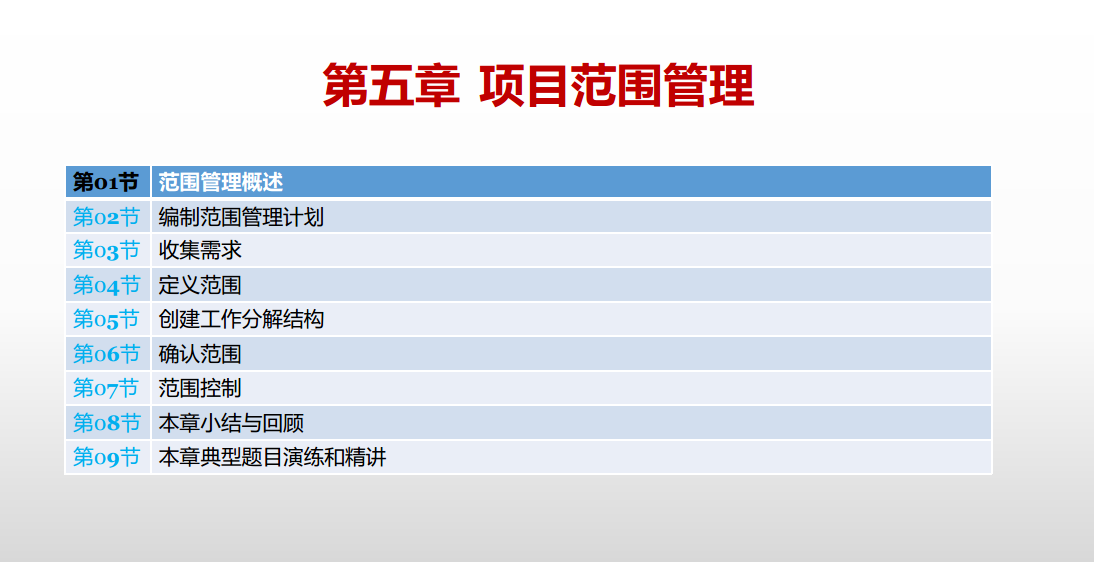 第五章 项目范围管理
第01节 范围管理概述
第02节 编制范围管理计划
第03节 收集需求
第04节 定义范围
第05节 创建工作分解结构
第06节 确认范围
第07节 范围控制
第08节 本章小结与回顾
第09节 本章典型题目演练和精讲